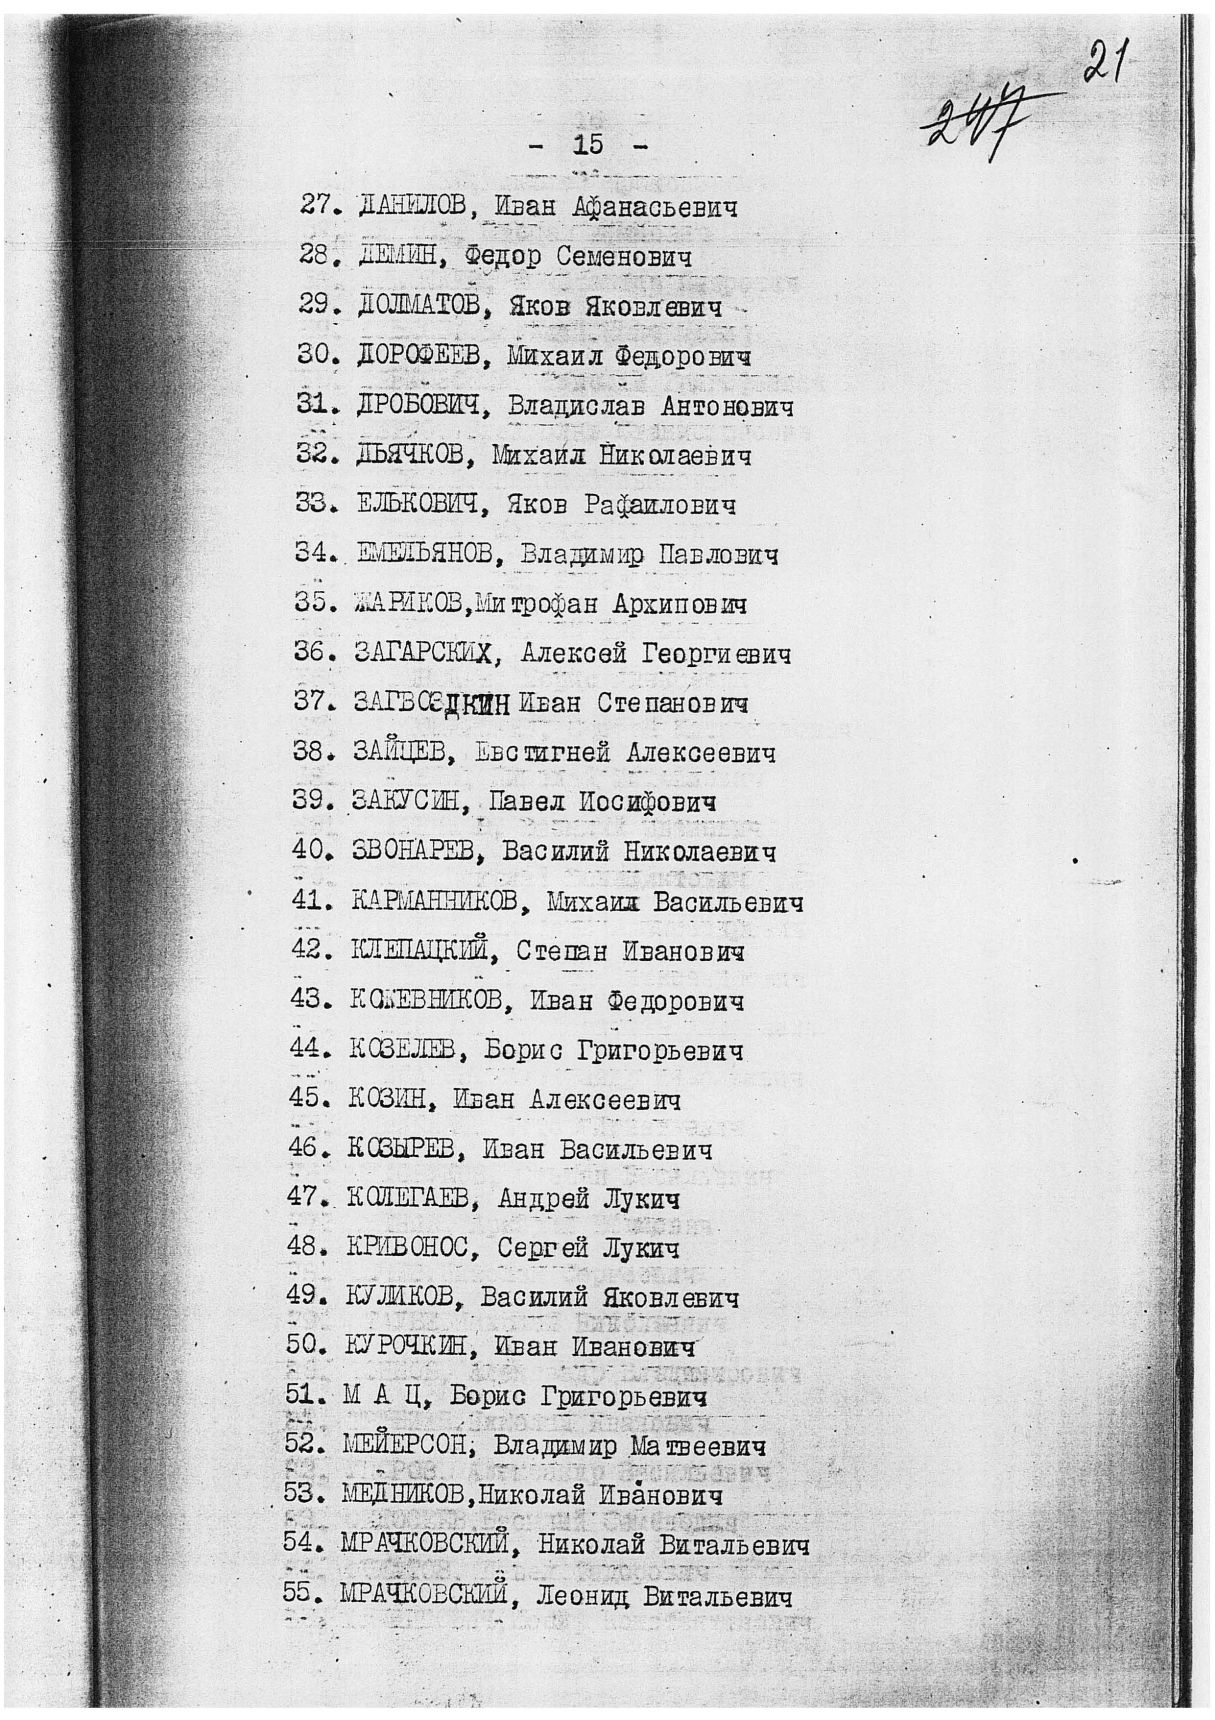 21
247
- 15 -
27. ДАНИЛОВ, Иван Афанасьевич
28. ДЕМИН, Федор Семенович
29. ДОЛМАТОВ, Яков Яковлевич
30. ДОРОФЕЕВ, Михаил Федорович
31. ДРОБОВИЧ, Владислав Антонович
32. ДЬЯЧКОВ, Михаил Николаевич
33. ЕЛЬКОВИЧ, Яков Рафаилович
34. ЕМЕЛЬЯНОВ, Владимир Павлович
35. ЖАРИКОВ,Митрофан Архипович
36. ЗАГАРСКИХ, Алексей Георгиевич
37. ЗАГВОЗДКИН Иван Степанович
38. ЗАЙЦЕВ, Евстигней Алексеевич
39. ЗАКУСИН, Павел Иосифович
40. ЗВОНАРЕВ, Василий Николаевич
41. КАРМАННИКОВ, Михаил Васильевич
42. КЛЕПАЦКИЙ, Степан Иванович
43. КОЖЕВНИКОВ, Иван Федорович
44. КОЗЕЛЕВ, Борис Григорьевич
45. КОЗИН, Иван Алексеевич
46. КОЗЫРЕВ, Иван Васильевич
47. КОЛЕГАЕВ, Андрей Лукич
48. КРИВОНОС, Сергей Лукич
49. КУЛИКОВ, Василий Яковлевич
50. КУРОЧКИН, Иван Иванович
51. М А Ц, Борис Григорьевич
52. МЕЙЕРСОН, Владимир Матвеевич
53. МЕДНИКОВ,Николай Иванович
54. МРАЧКОВСКИЙ, Николай Витальевич
55. МРАЧКОВСКИЙ, Леонид Витальевич